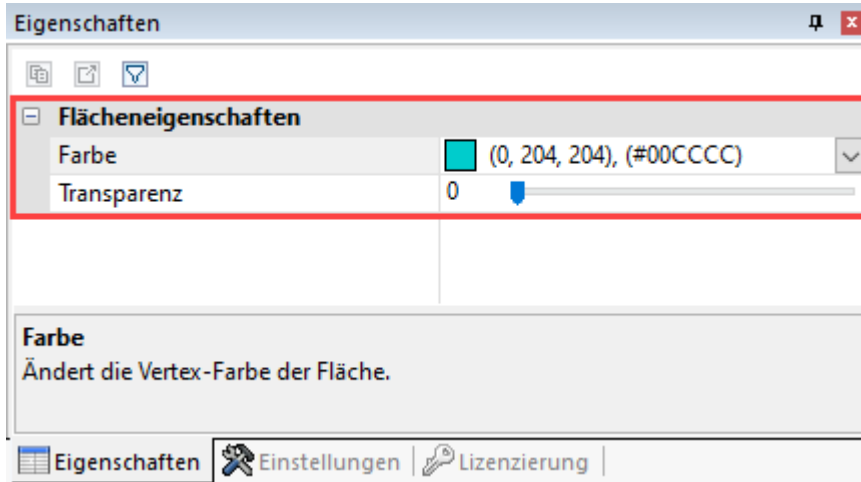 Eigenschaften
Flächeneigenschaften
Farbe (0, 204, 204), (#00CCCC)
Transparenz 0
Farbe
Ändert die Vertex-Farbe der Fläche.
Eigenschaften Einstellungen Lizenzierung